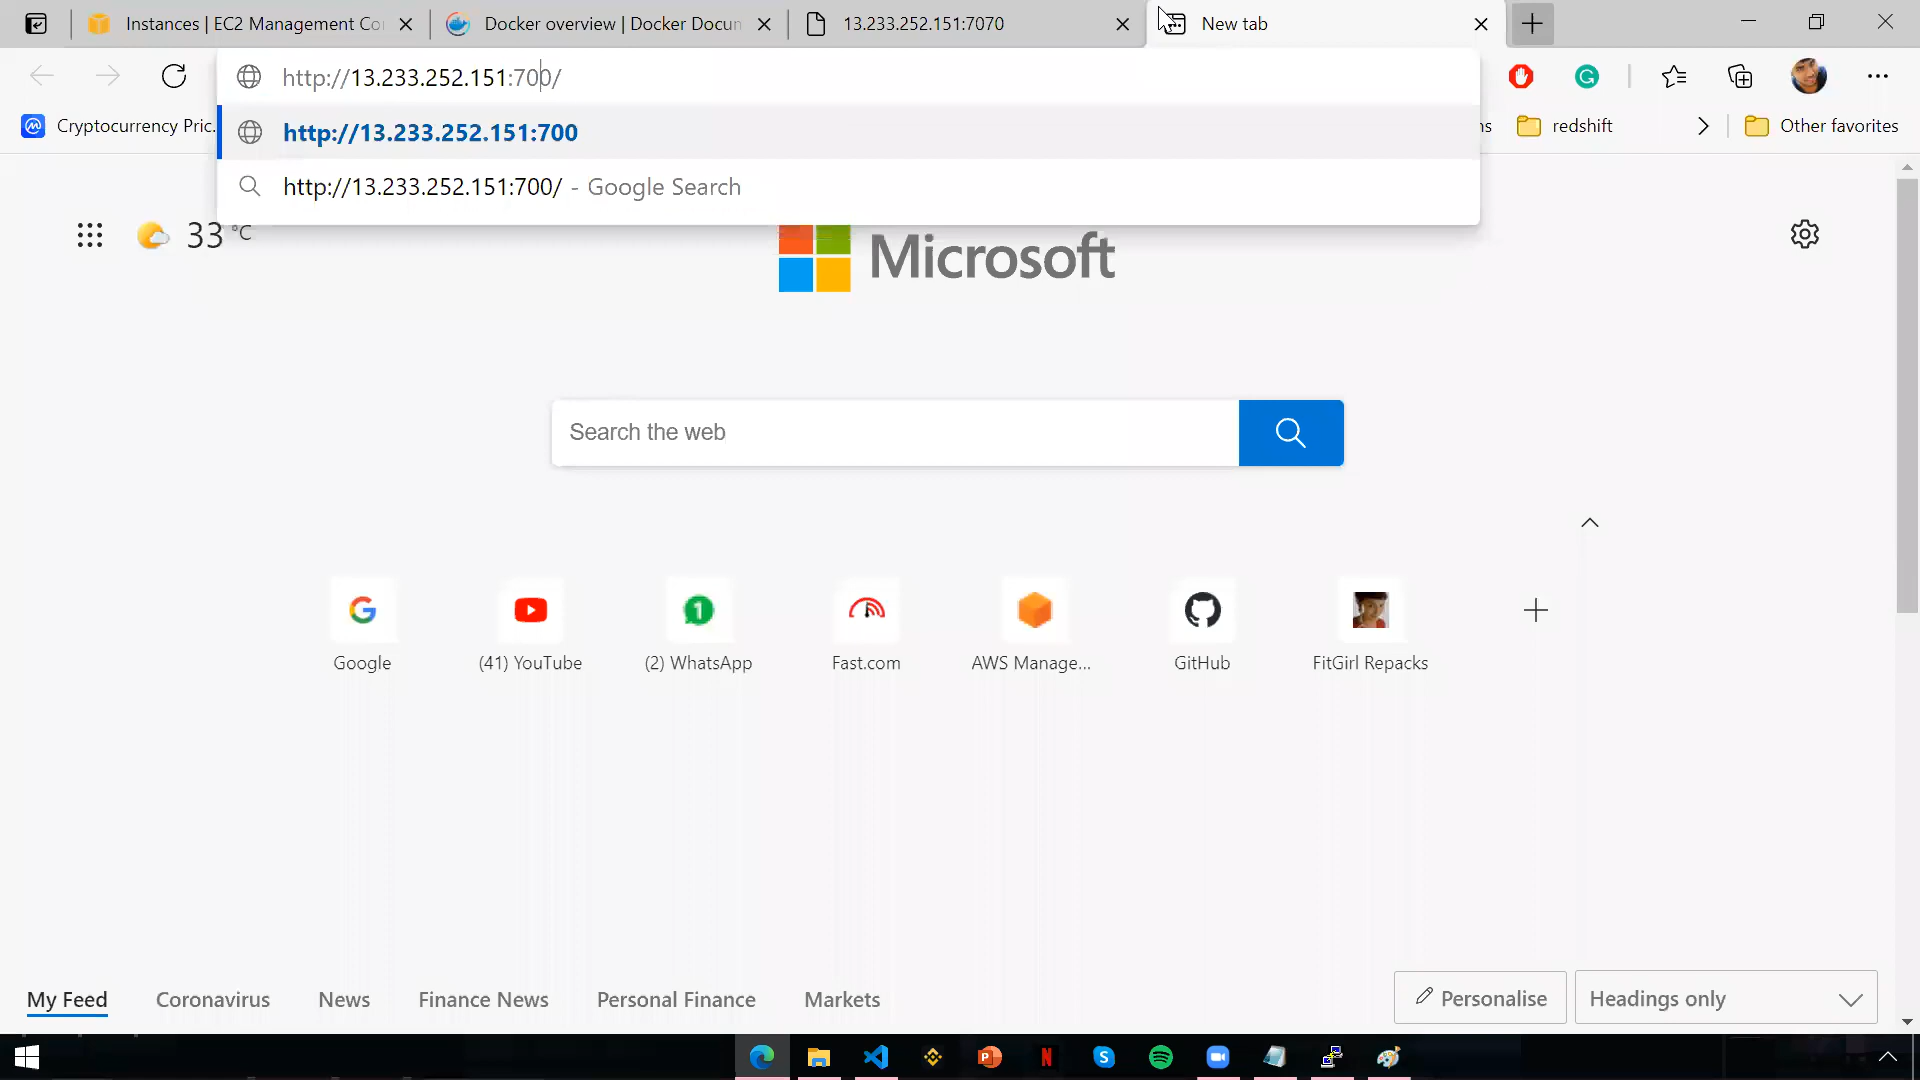 Instances | EC2 Management Co
Docker overview | Docker Docun
13.233.252.151:7070
New tab
http://13.233.252.151:700/
http://13.233.252.151:700
http://13.233.252.151:700/ - Google Search
Cryptocurrency Pric...
ns
redshift
Other favorites
33 °C
Microsoft
Search the web
Google
(41) YouTube
1
(2) WhatsApp
Fast.com
AWS Manage...
GitHub
FitGirl Repacks
My Feed
Coronavirus
News
Finance News
Personal Finance
Markets
Personalise
Headings only